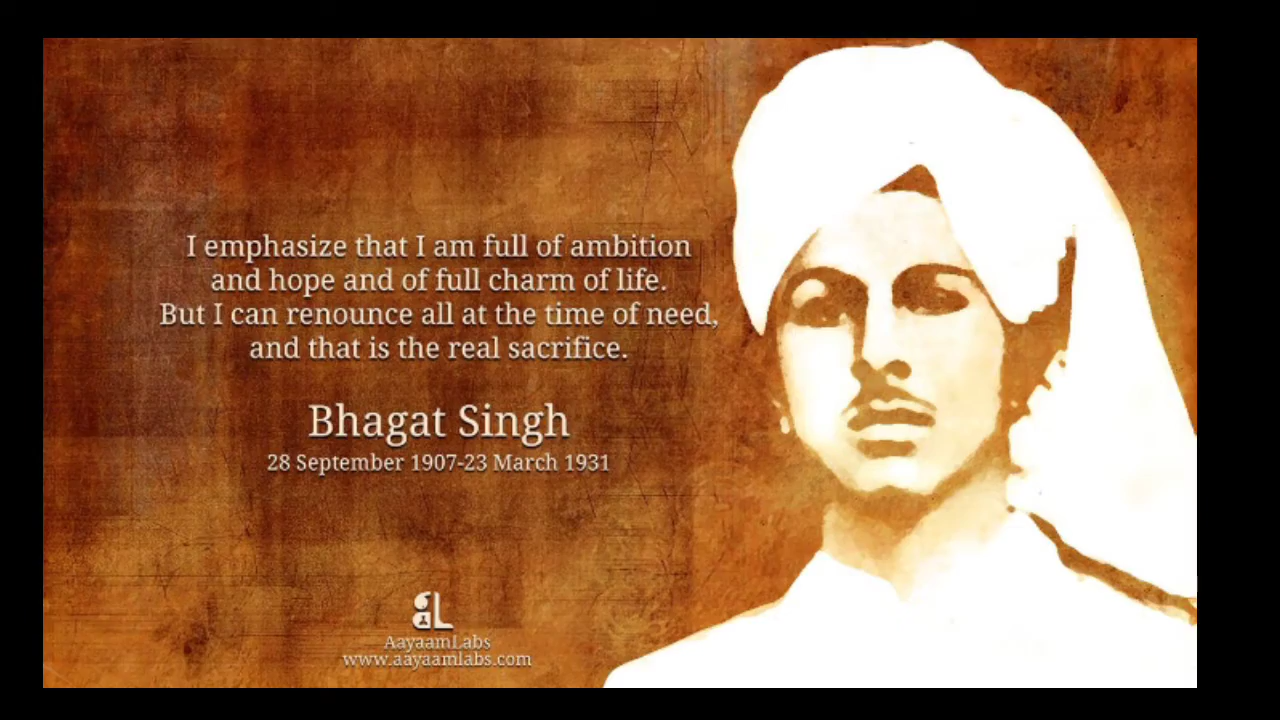 I emphasize that I am full of ambition
and hope and of full charm of life.
But I can renounce all at the time of need,
and that is the real sacrifice.
Bhagat Singh
28 September 1907-23 March 1931
aL
AayaamLabs
www.aayaamlabs.com